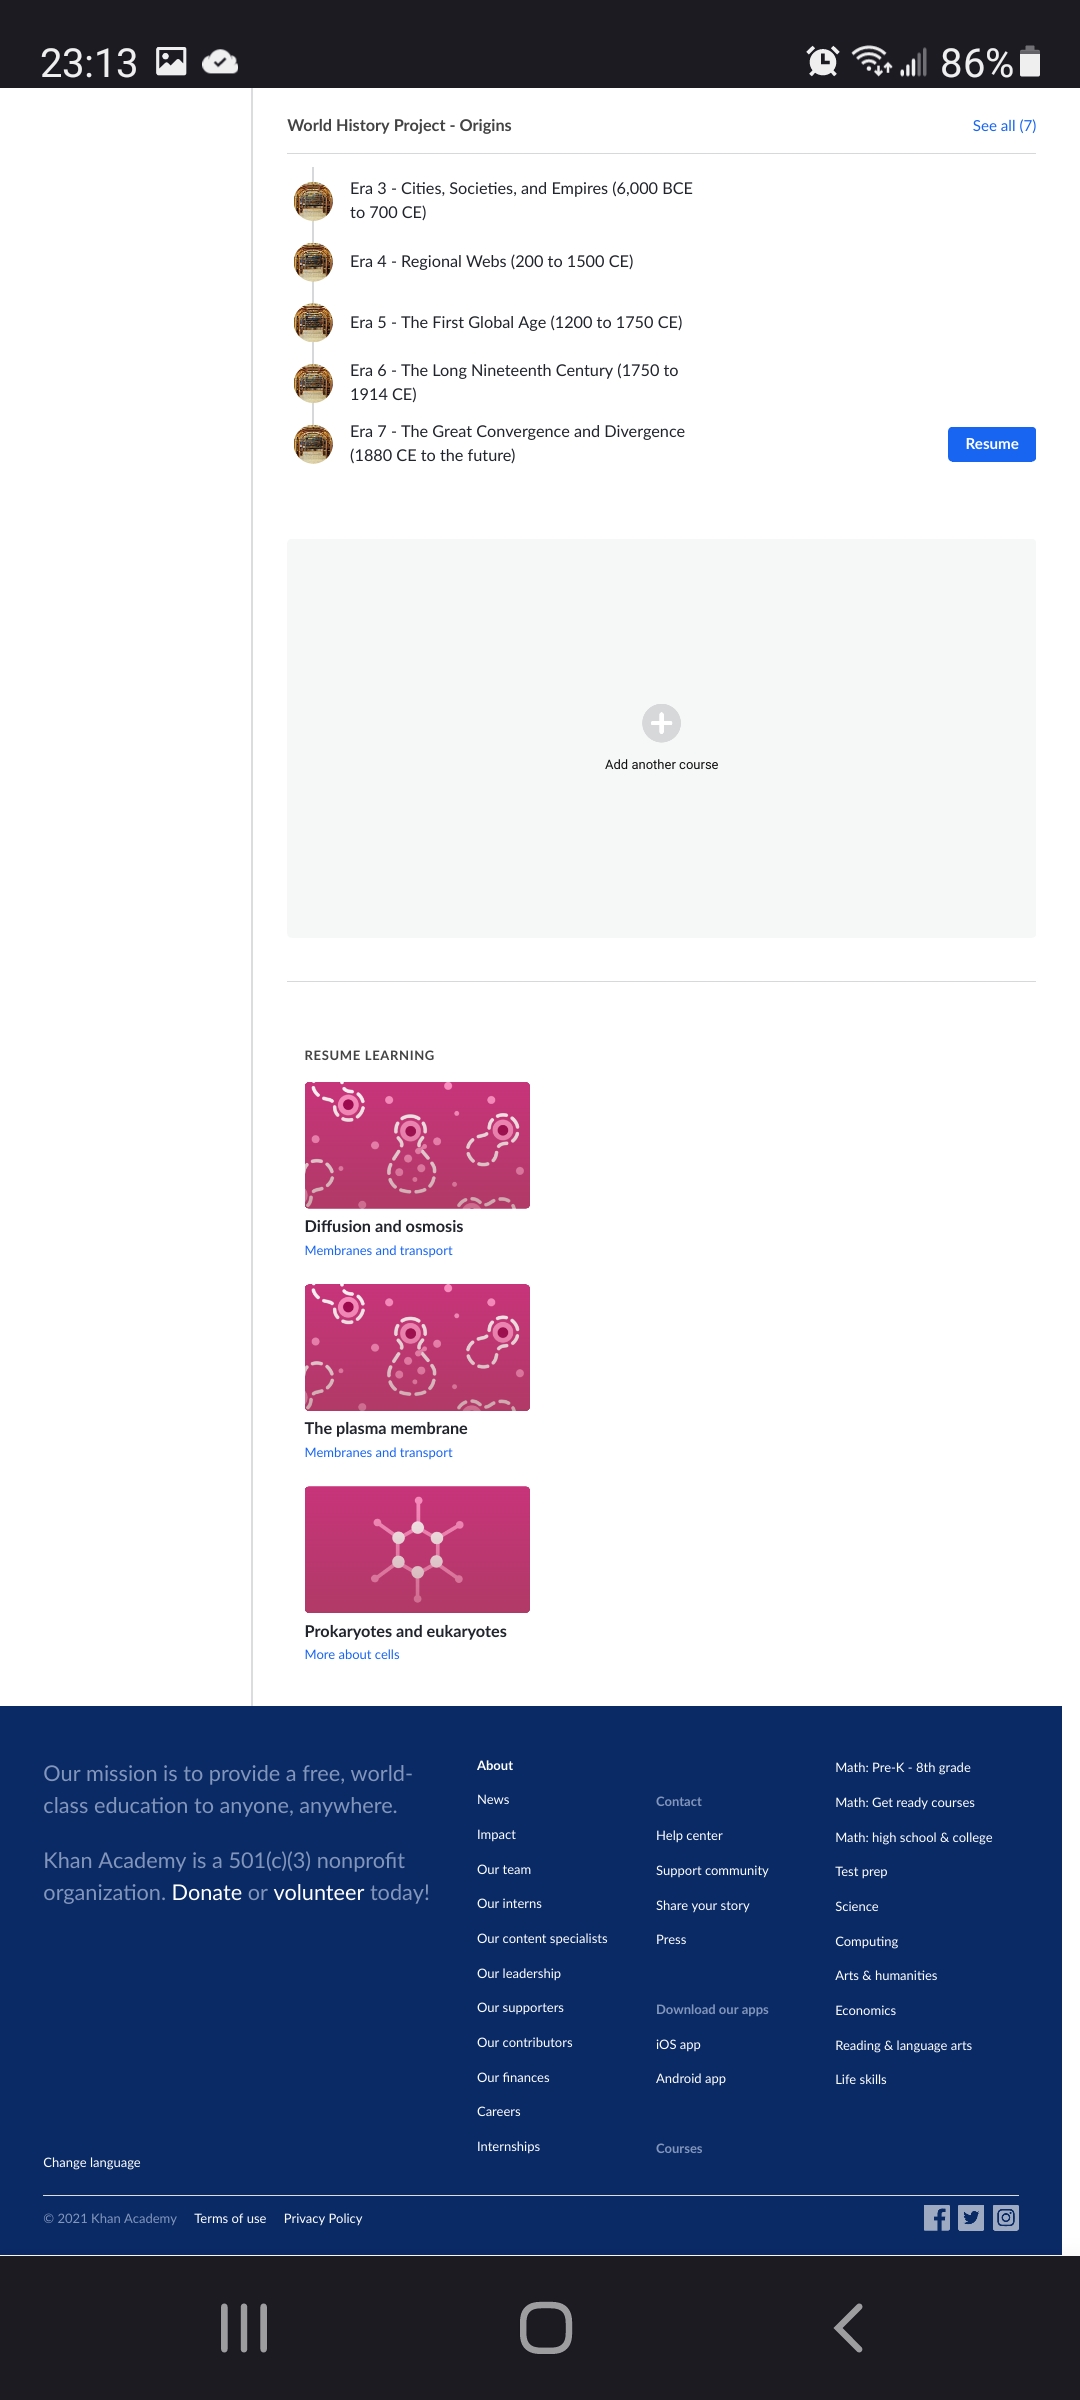 23:13
86%
World History Project - Origins
See all (7)
Era 3 - Cities, Societies, and Empires (6,000 BCE
to 700 CE)
Era 4 - Regional Webs (200 to 1500 CE)
Era 5 - The First Global Age (1200 to 1750 CE)
Era 6 - The Long Nineteenth Century (1750 to
1914 CE)
Era 7 - The Great Convergence and Divergence
(1880 CE to the future)
Resume
Add another course
RESUME LEARNING
Diffusion and osmosis
Membranes and transport
The plasma membrane
Membranes and transport
Prokaryotes and eukaryotes
More about cells
Our mission is to provide a free, world-
class education to anyone, anywhere.
Khan Academy is a 501(c)(3) nonprofit
organization. Donate or volunteer today!
Change language
About
News
Impact
Our team
Our interns
Our content specialists
Our leadership
Our supporters
Our contributors
Our finances
Careers
Internships
Contact
Help center
Support community
Share your story
Press
Download our apps
iOS app
Android app
Courses
Math: Pre-K - 8th grade
Math: Get ready courses
Math: high school & college
Test prep
Science
Computing
Arts & humanities
Economics
Reading & language arts
Life skills
© 2021 Khan Academy
Terms of use
Privacy Policy